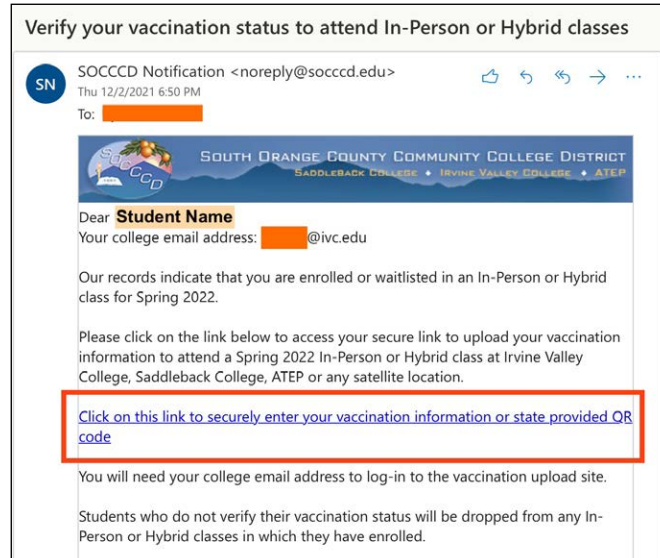 Verify your vaccination status to attend In-Person or Hybrid classes
SN
SOCCCD Notification <noreply@socccd.edu>
Thu 12/2/2021 6:50 PM
To:
SOCCCD
SOUTH ORANGE COUNTY COMMUNITY COLLEGE DISTRICT
SADDLEBACK COLLEGE ♦ IRVINE VALLEY COLLEGE ♦ ATEP
Dear Student Name
Your college email address: @ivc.edu
Our records indicate that you are enrolled or waitlisted in an In-Person or Hybrid
class for Spring 2022.
Please click on the link below to access your secure link to upload your vaccination
information to attend a Spring 2022 In-Person or Hybrid class at Irvine Valley
College, Saddleback College, ATEP or any satellite location.
Click on this link to securely enter your vaccination information or state provided QR
code
You will need your college email address to log-in to the vaccination upload site.
Students who do not verify their vaccination status will be dropped from any In-
Person or Hybrid classes in which they have enrolled.